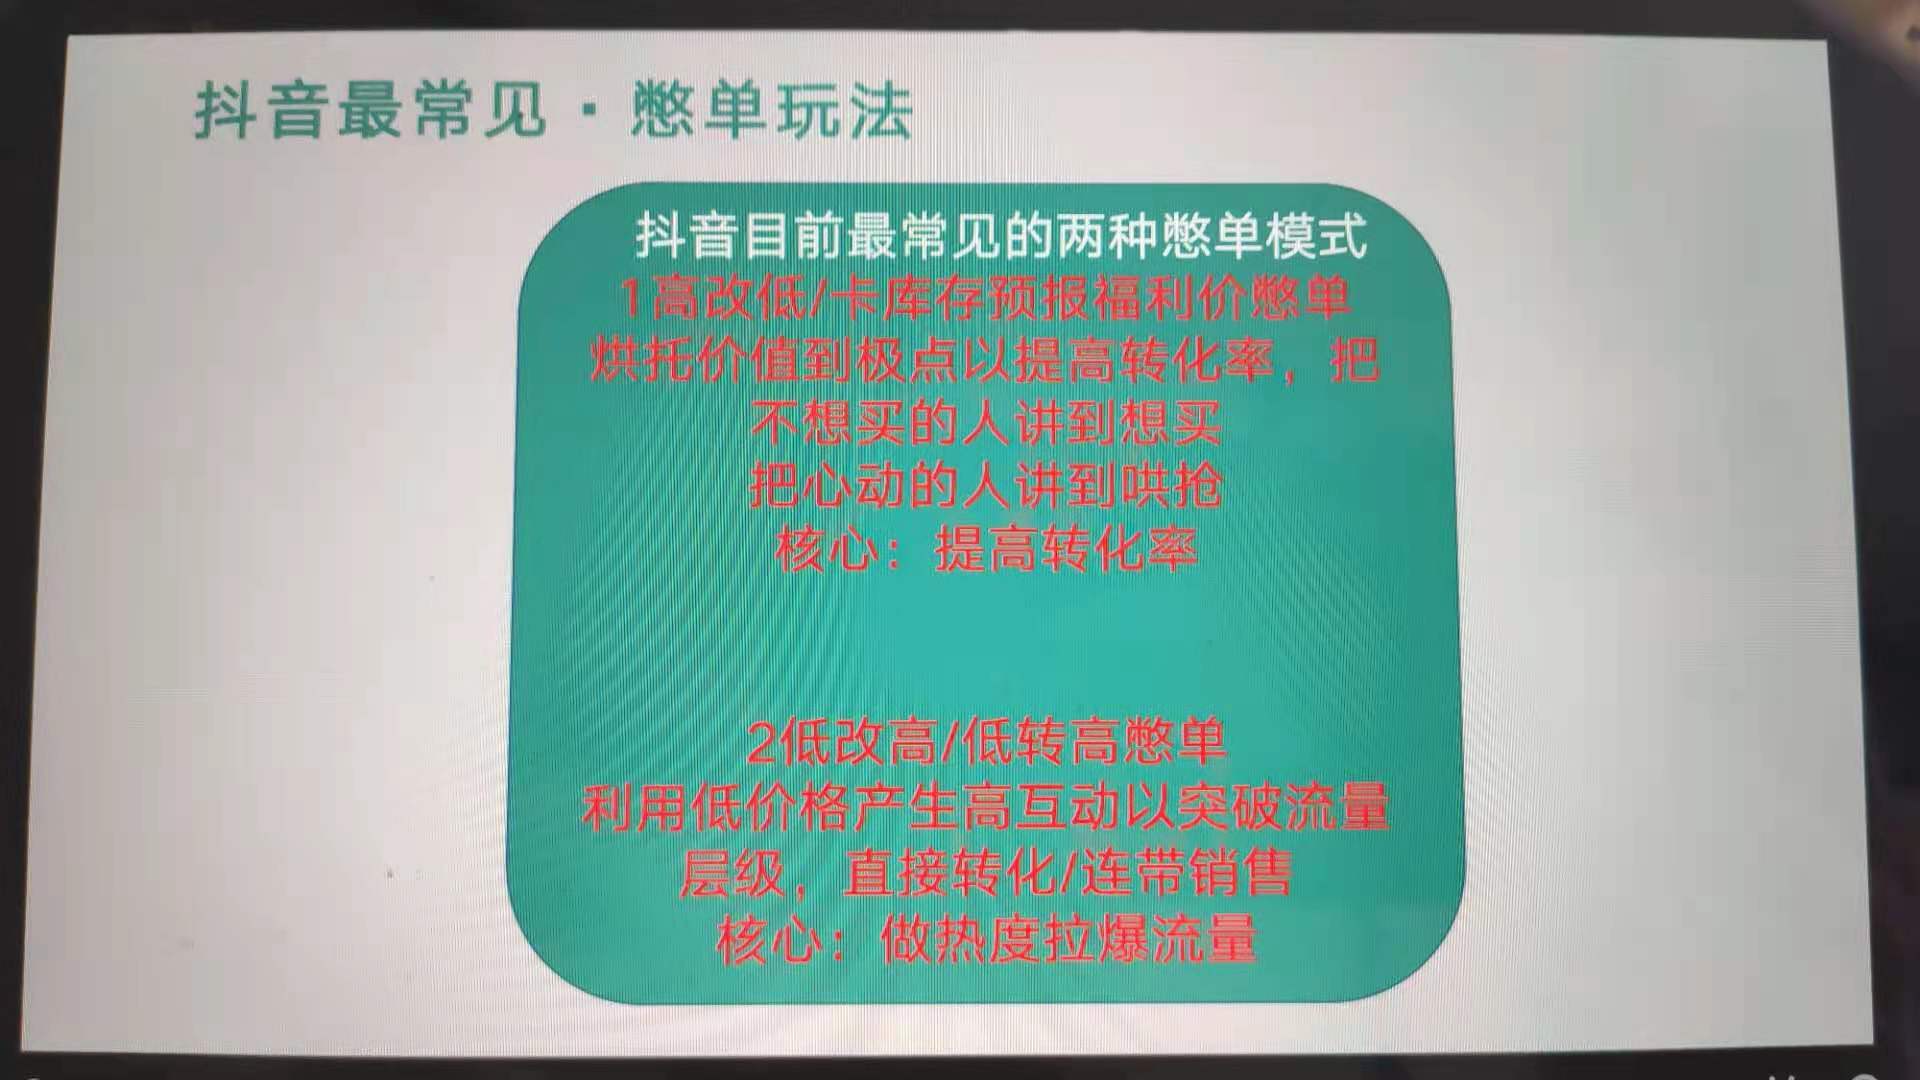 抖音最常见·憋单玩法
抖音目前最常见的两种憋单模式
1高改低/卡库存预报福利价憋单
烘托价值到极点以提高转化率，把
不想买的人讲到想买
把心动的人讲到哄抢
核心：提高转化率
2低改高/低转高憋单
利用低价格产生高互动以突破流量
层级，直接转化/连带销售
核心：做热度拉爆流量